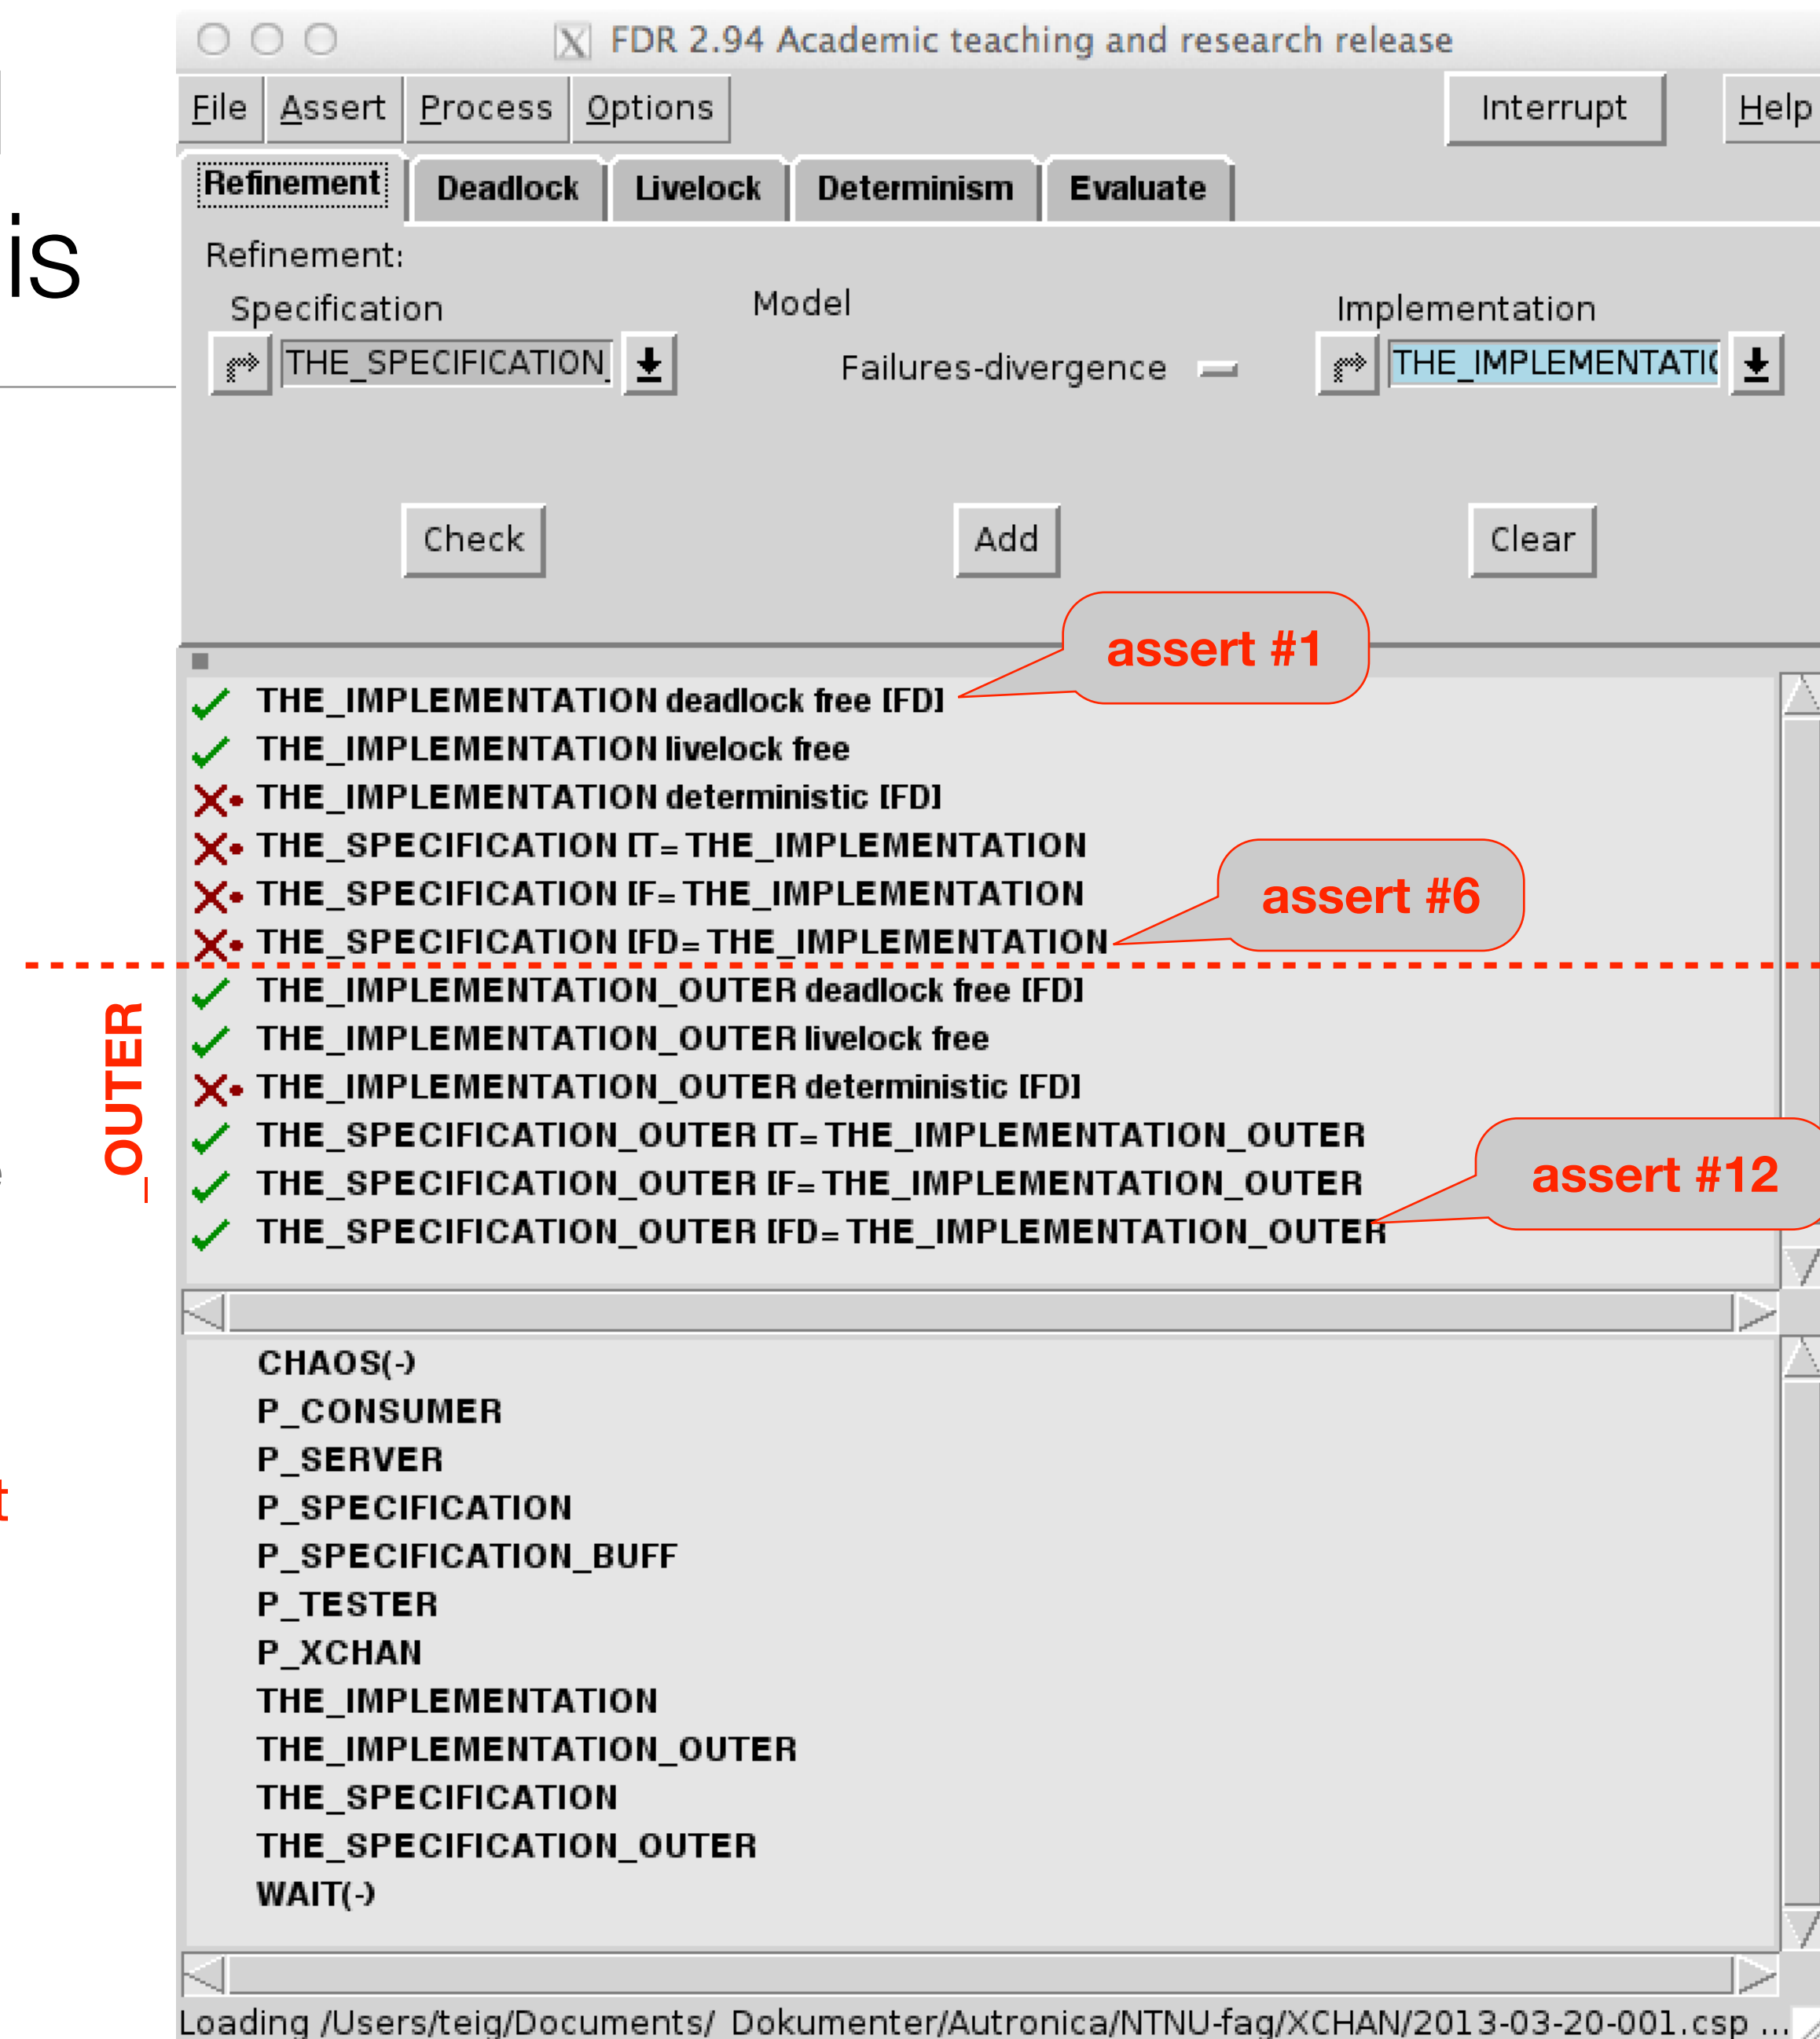 is
FDR 2.94 Academic teaching and research release
File Assert Process Options Interrupt Help
Refinement Deadlock Livelock Determinism Evaluate
Refinement:
Specification Model Implementation
THE_SPECIFICATION_ Failures-divergence THE_IMPLEMENTATIO
Check Add Clear
assert #1
THE_IMPLEMENTATION deadlock free [FD]
THE_IMPLEMENTATION livelock free
THE_IMPLEMENTATION deterministic [FD]
THE_SPECIFICATION [T= THE_IMPLEMENTATION
THE_SPECIFICATION [F= THE_IMPLEMENTATION
assert #6
THE_SPECIFICATION [FD= THE_IMPLEMENTATION
_OUTER
THE_IMPLEMENTATION_OUTER deadlock free [FD]
THE_IMPLEMENTATION_OUTER livelock free
THE_IMPLEMENTATION_OUTER deterministic [FD]
THE_SPECIFICATION_OUTER [T= THE_IMPLEMENTATION_OUTER
THE_SPECIFICATION_OUTER [F= THE_IMPLEMENTATION_OUTER
assert #12
THE_SPECIFICATION_OUTER [FD= THE_IMPLEMENTATION_OUTER
CHAOS(-)
P_CONSUMER
P_SERVER
P_SPECIFICATION
P_SPECIFICATION_BUFF
P_TESTER
P_XCHAN
THE_IMPLEMENTATION
THE_IMPLEMENTATION_OUTER
THE_SPECIFICATION
THE_SPECIFICATION_OUTER
WAIT(-)
Loading /Users/teig/Documents/_Dokumenter/Autronica/NTNU-fag/XCHAN/2013-03-20-001.csp ...